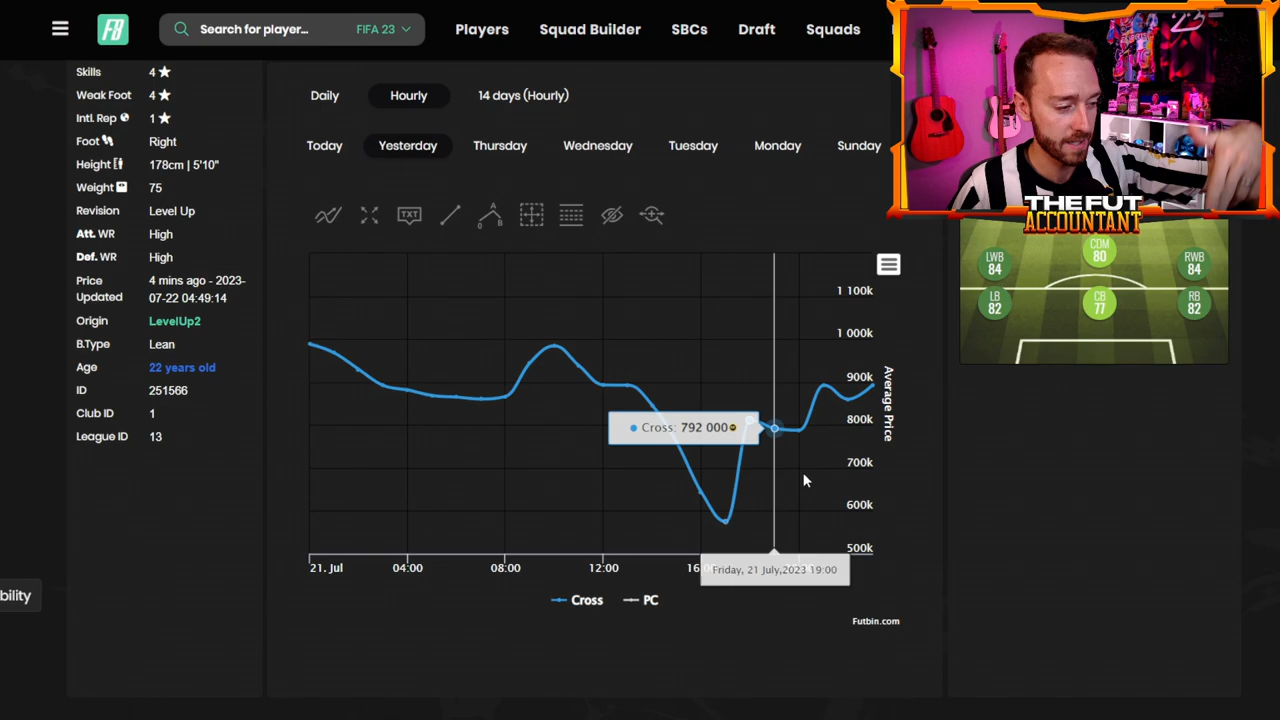 FB
Search for player...
FIFA 23
Players
Squad Builder
SBCs
Draft
Squads
Skills 4
Weak Foot 4
Intl. Rep 1
Foot Right
Height 178cm | 5'10"
Weight 75
Revision Level Up
Att. WR High
Def. WR High
Price Updated 4 mins ago - 2023-07-22 04:49:14
Origin LevelUp2
B.Type Lean
Age 22 years old
ID 251566
Club ID 1
League ID 13
bility
Daily
Hourly
14 days (Hourly)
Today
Yesterday
Thursday
Wednesday
Tuesday
Monday
Sunday
TXT
A
0
B
1 100k
1 000k
900k
800k
700k
600k
500k
Average Price
Cross: 792 000
21. Jul
04:00
08:00
12:00
16:
Friday, 21 July,2023 19:00
Cross
PC
Futbin.com
THE FUT
ACCOUNTANT
LWB
84
CDM
80
RWB
84
LB
82
CB
77
RB
82